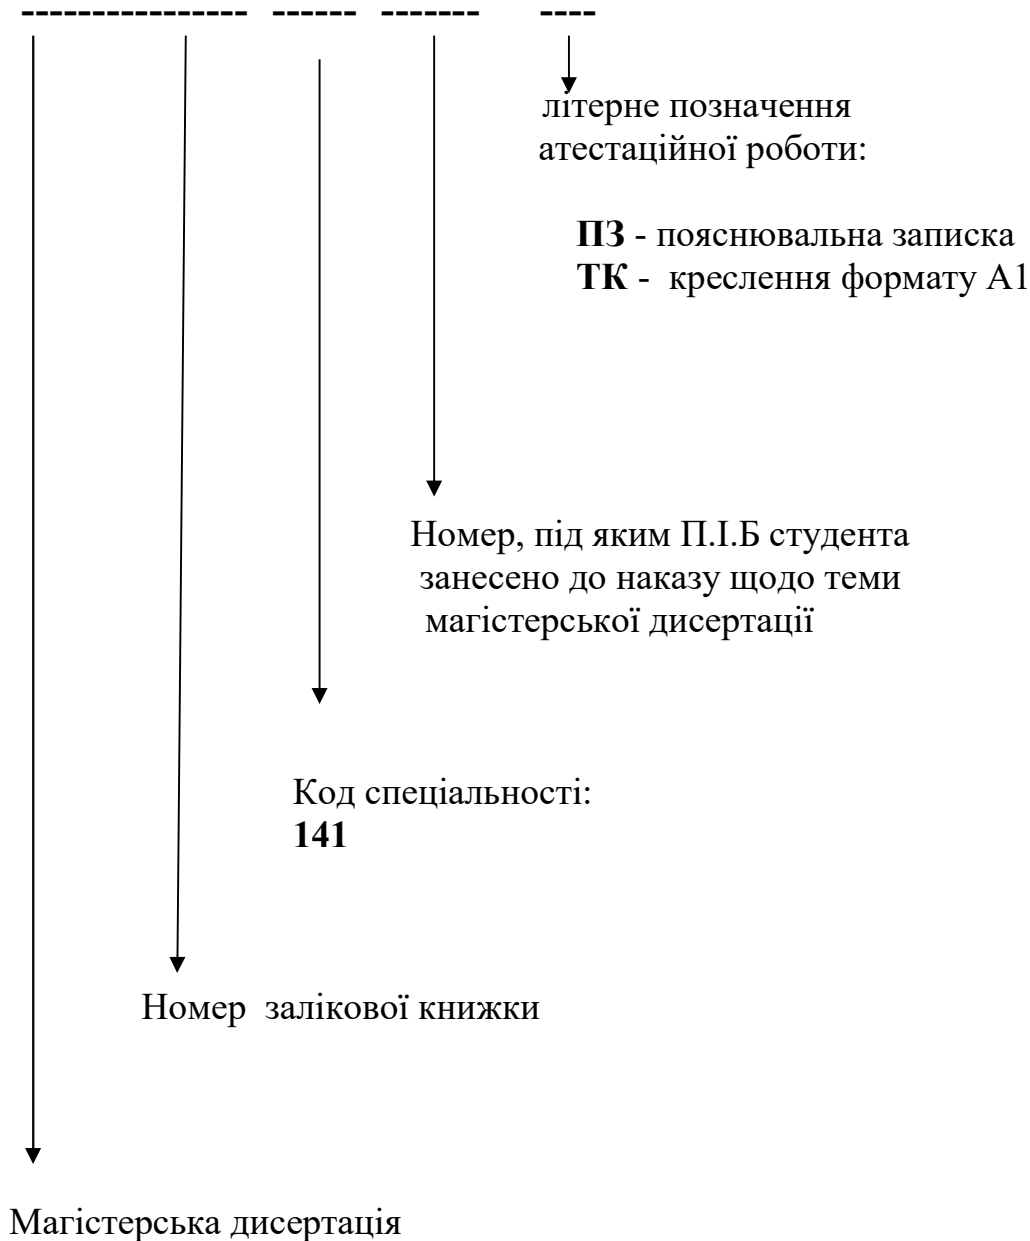 ---------------- ------ ------- ----
літерне позначення
атестаційної роботи:
ПЗ - пояснювальна записка
ТК - креслення формату А1
Номер, під яким П.І.Б студента
занесено до наказу щодо теми
магістерської дисертації
Код спеціальності:
141
Номер залікової книжки
Магістерська дисертація